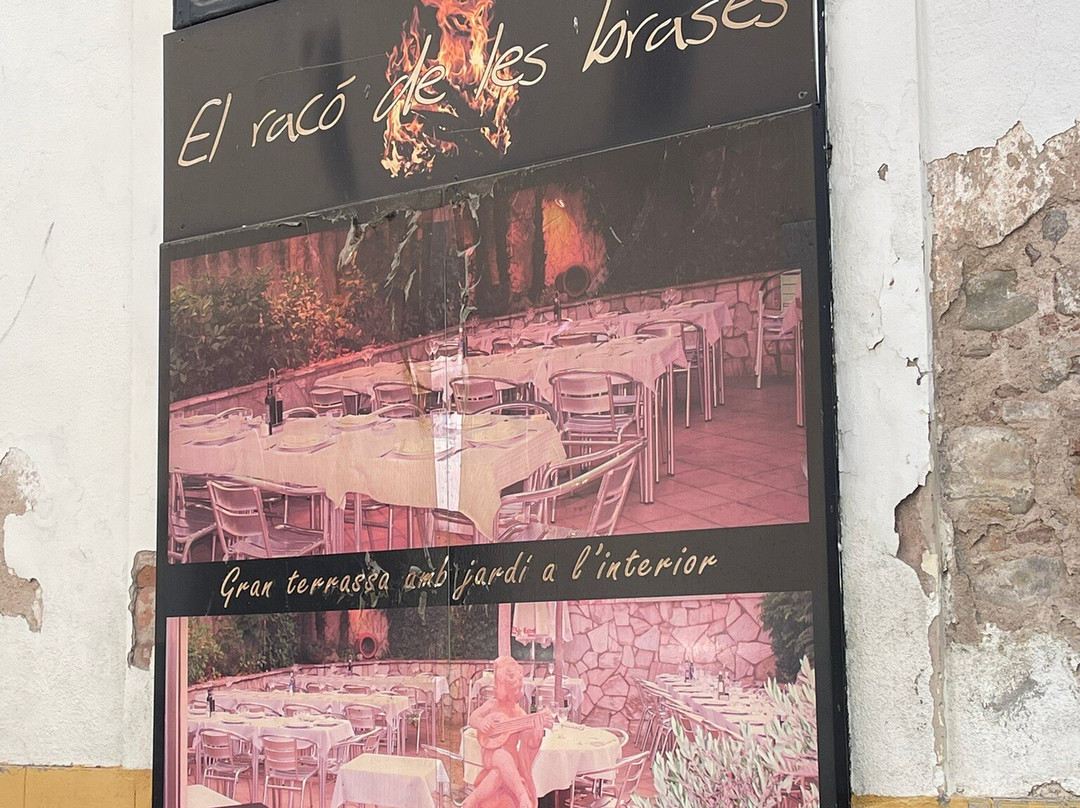 El racó de les brases
Gran terrassa amb jardí a l'interior